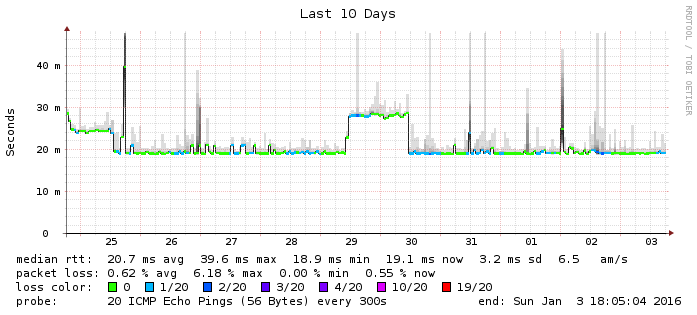 Last 10 Days
RRDTOOL / TOBI OETIKER
Seconds
40 m
30 m
20 m
10 m
0
25 26 27 28 29 30 31 01 02 03
median rtt: 20.7 ms avg 39.6 ms max 18.9 ms min 19.1 ms now 3.2 ms sd 6.5 am/s
packet loss: 0.62 % avg 6.18 % max 0.00 % min 0.55 % now
loss color: 0 1/20 2/20 3/20 4/20 10/20 19/20
probe: 20 ICMP Echo Pings (56 Bytes) every 300s end: Sun Jan 3 18:05:04 2016